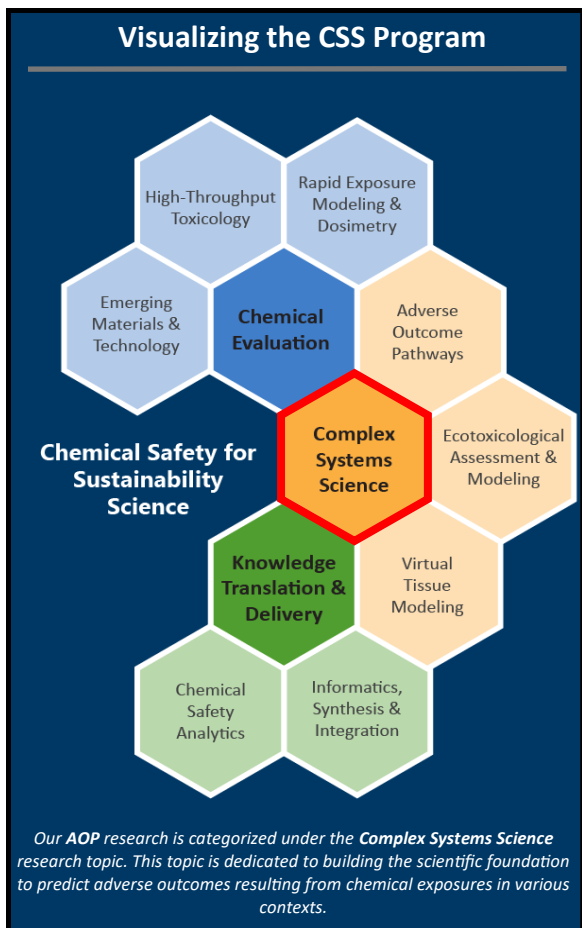 Visualizing the CSS Program
High-Throughput
Toxicology
Rapid Exposure
Modeling &
Dosimetry
Emerging
Materials &
Technology
Chemical
Evaluation
Adverse
Outcome
Pathways
Chemical Safety for
Sustainability
Science
Complex
Systems
Science
Ecotoxicological
Assessment &
Modeling
Knowledge
Translation &
Delivery
Virtual
Tissue
Modeling
Chemical
Safety
Analytics
Informatics,
Synthesis &
Integration
Our AOP research is categorized under the Complex Systems Science
research topic. This topic is dedicated to building the scientific foundation
to predict adverse outcomes resulting from chemical exposures in various
contexts.